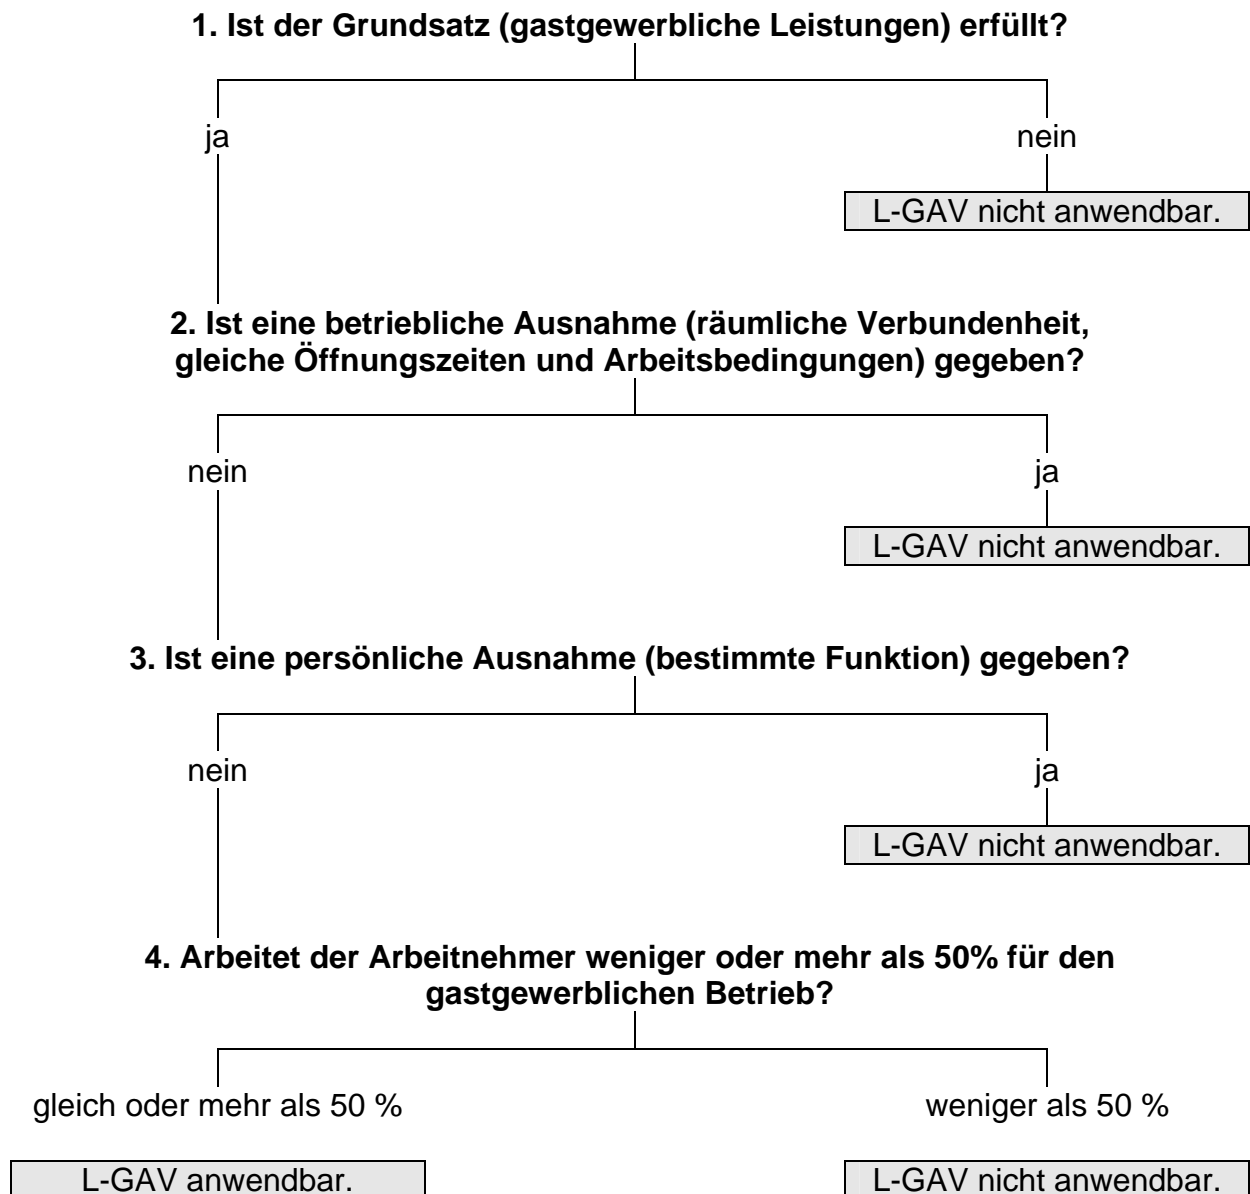 1. Ist der Grundsatz (gastgewerbliche Leistungen) erfüllt?
ja
nein
L-GAV nicht anwendbar.
2. Ist eine betriebliche Ausnahme (räumliche Verbundenheit,
gleiche Öffnungszeiten und Arbeitsbedingungen) gegeben?
nein
ja
L-GAV nicht anwendbar.
3. Ist eine persönliche Ausnahme (bestimmte Funktion) gegeben?
nein
ja
L-GAV nicht anwendbar.
4. Arbeitet der Arbeitnehmer weniger oder mehr als 50% für den
gastgewerblichen Betrieb?
gleich oder mehr als 50 %
weniger als 50 %
L-GAV anwendbar.
L-GAV nicht anwendbar.